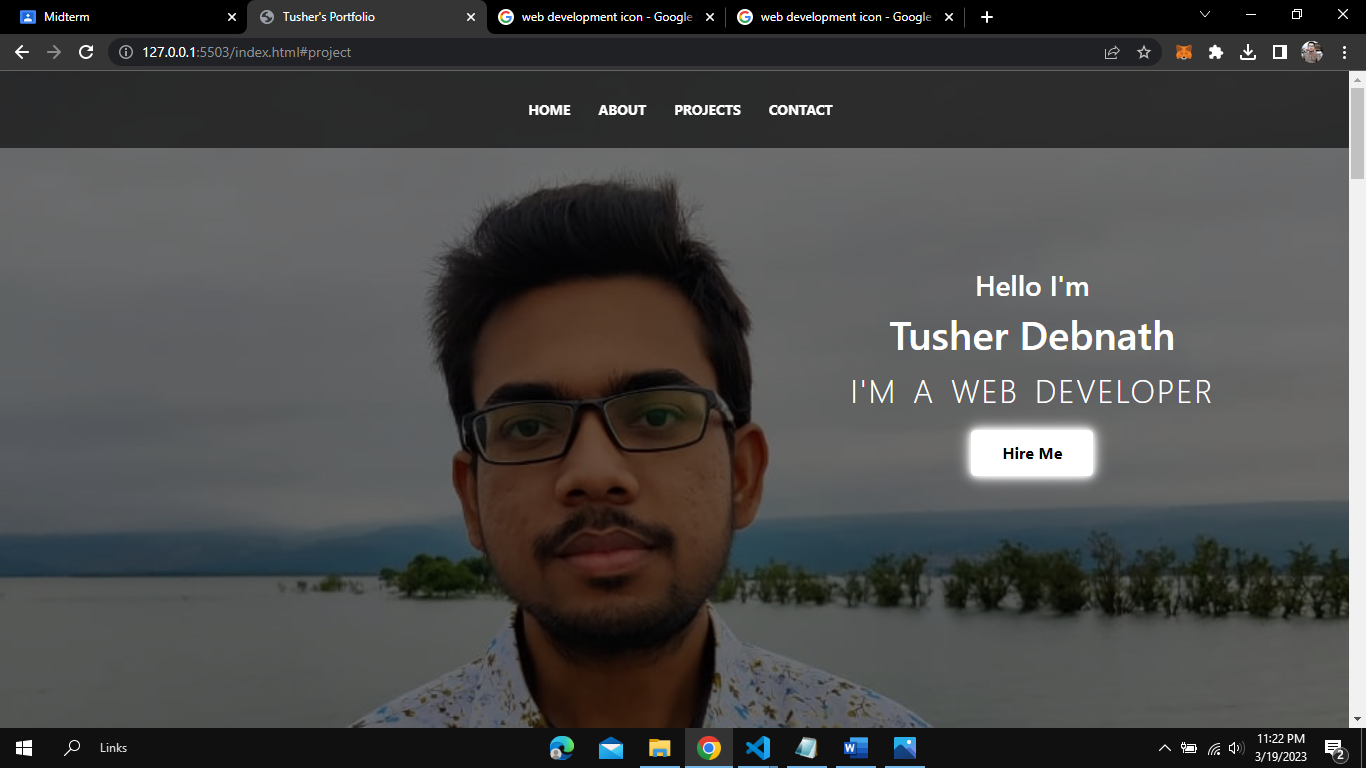 Midterm
Tusher's Portfolio
web development icon - Google
web development icon - Google
127.0.0.1:5503/index.html#project
HOME ABOUT PROJECTS CONTACT
Hello I'm
Tusher Debnath
I'M A WEB DEVELOPER
Hire Me
Links
11:22 PM
3/19/2023
2